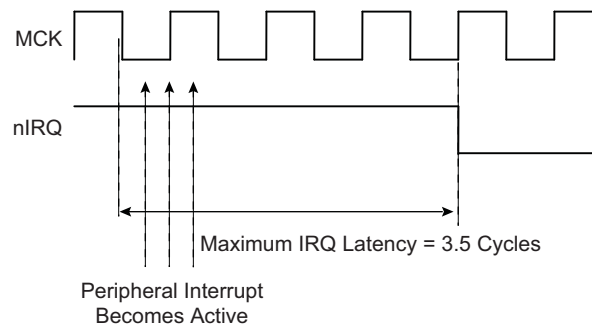 MCK
nIRQ
Maximum IRQ Latency = 3.5 Cycles
Peripheral Interrupt
Becomes Active